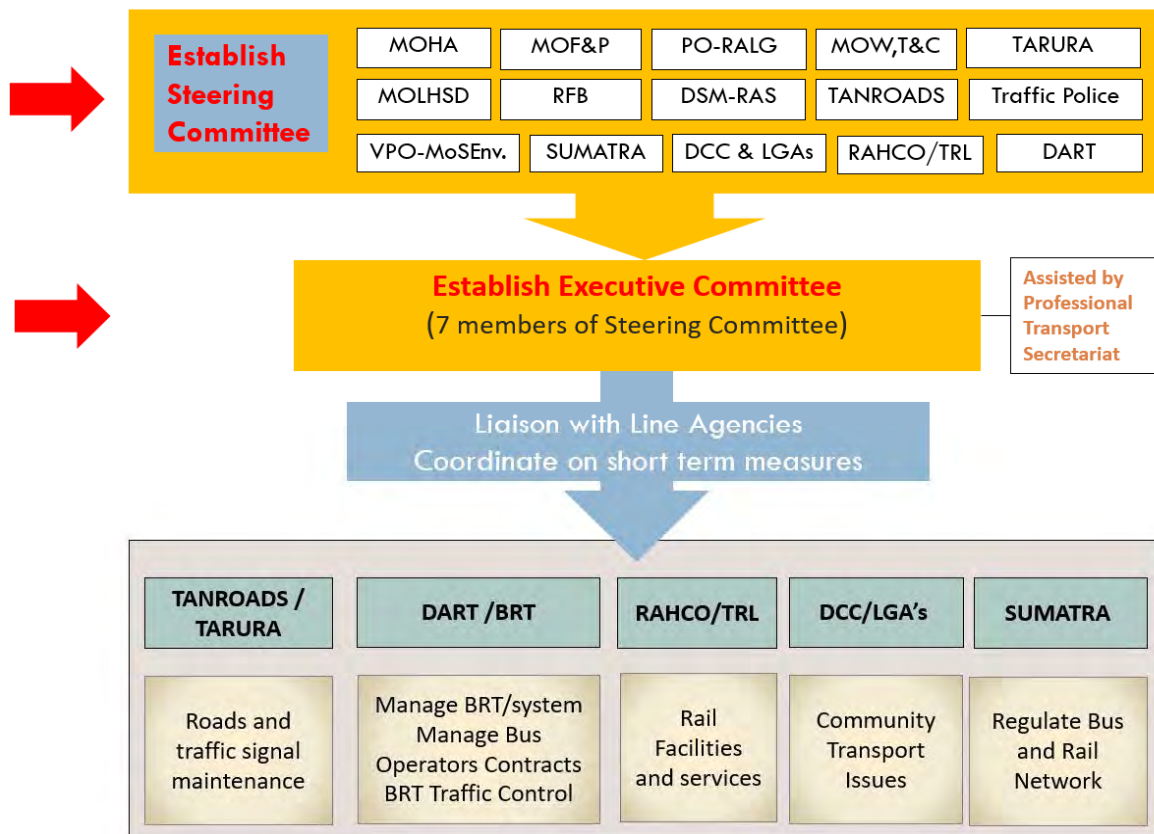 Establish
Steering
Committee
MOHA
MOF&P
PO-RALG
MOW,T&C
TARURA
MOLHSD
RFB
DSM-RAS
TANROADS
Traffic Police
VPO-MoSEnv.
SUMATRA
DCC & LGAs
RAHCO/TRL
DART
Establish Executive Committee
(7 members of Steering Committee)
Assisted by
Professional
Transport
Secretariat
Liaison with Line Agencies
Coordinate on short term measures
TANROADS /
TARURA
DART /BRT
RAHCO/TRL
DCC/LGA’s
SUMATRA
Roads and
traffic signal
maintenance
Manage BRT/system
Manage Bus
Operators Contracts
BRT Traffic Control
Rail
Facilities
and services
Community
Transport
Issues
Regulate Bus
and Rail
Network